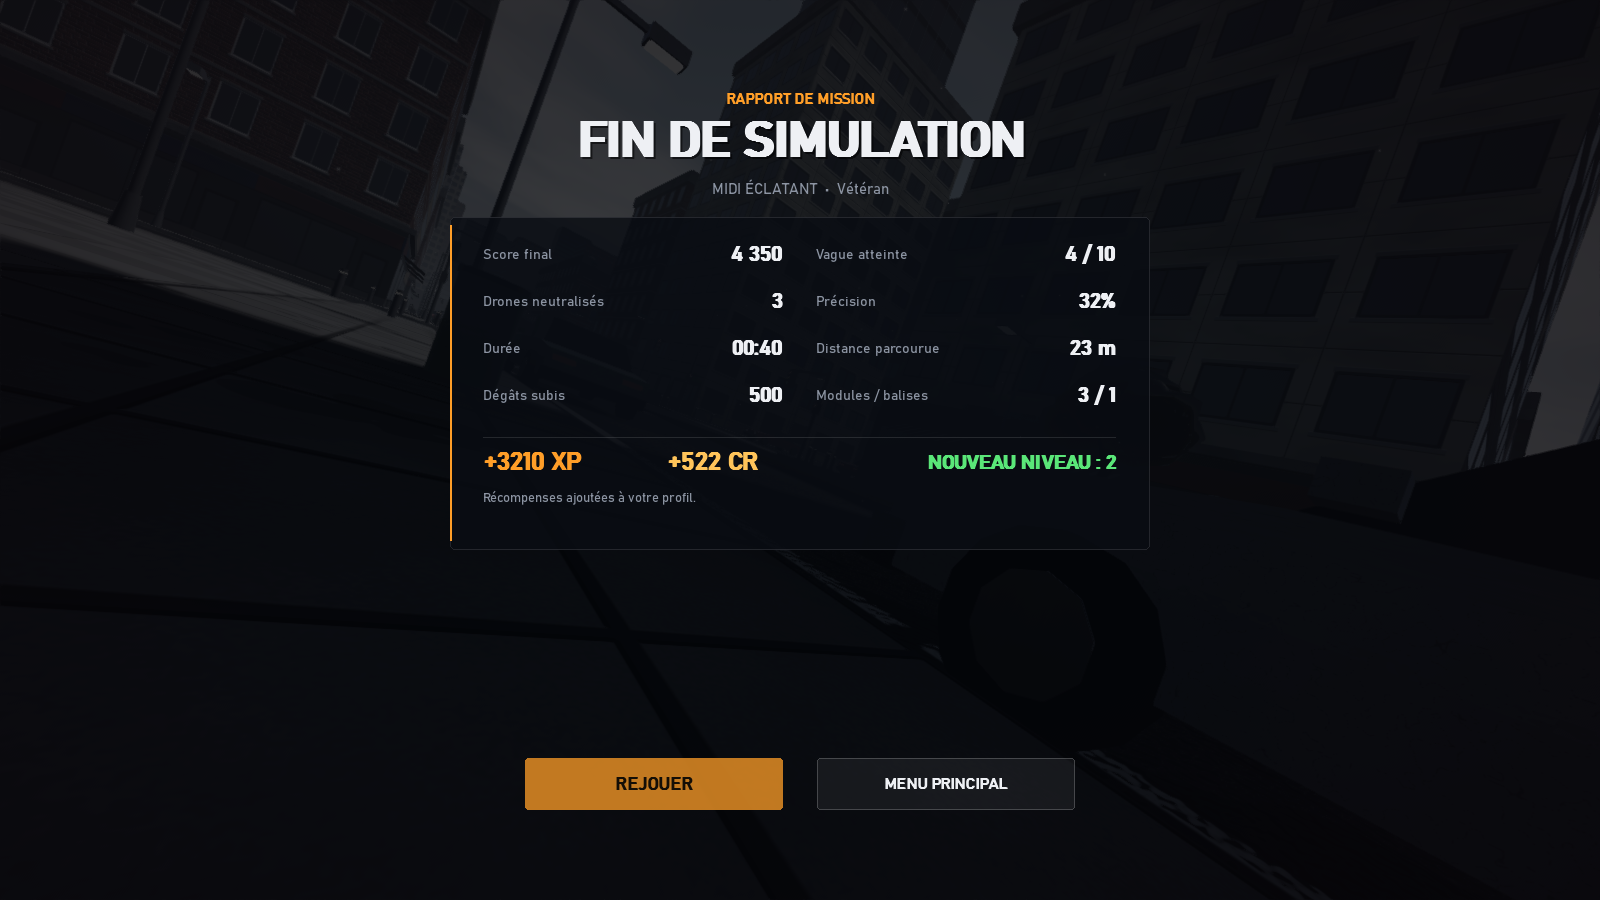 RAPPORT DE MISSION
FIN DE SIMULATION
MIDI ÉCLATANT • Vétéran
Score final 4 350 Vague atteinte 4 / 10
Drones neutralisés 3 Précision 32%
Durée 00:40 Distance parcourue 23 m
Dégâts subis 500 Modules / balises 3 / 1
+3210 XP +522 CR NOUVEAU NIVEAU : 2
Récompenses ajoutées à votre profil.
REJOUER MENU PRINCIPAL